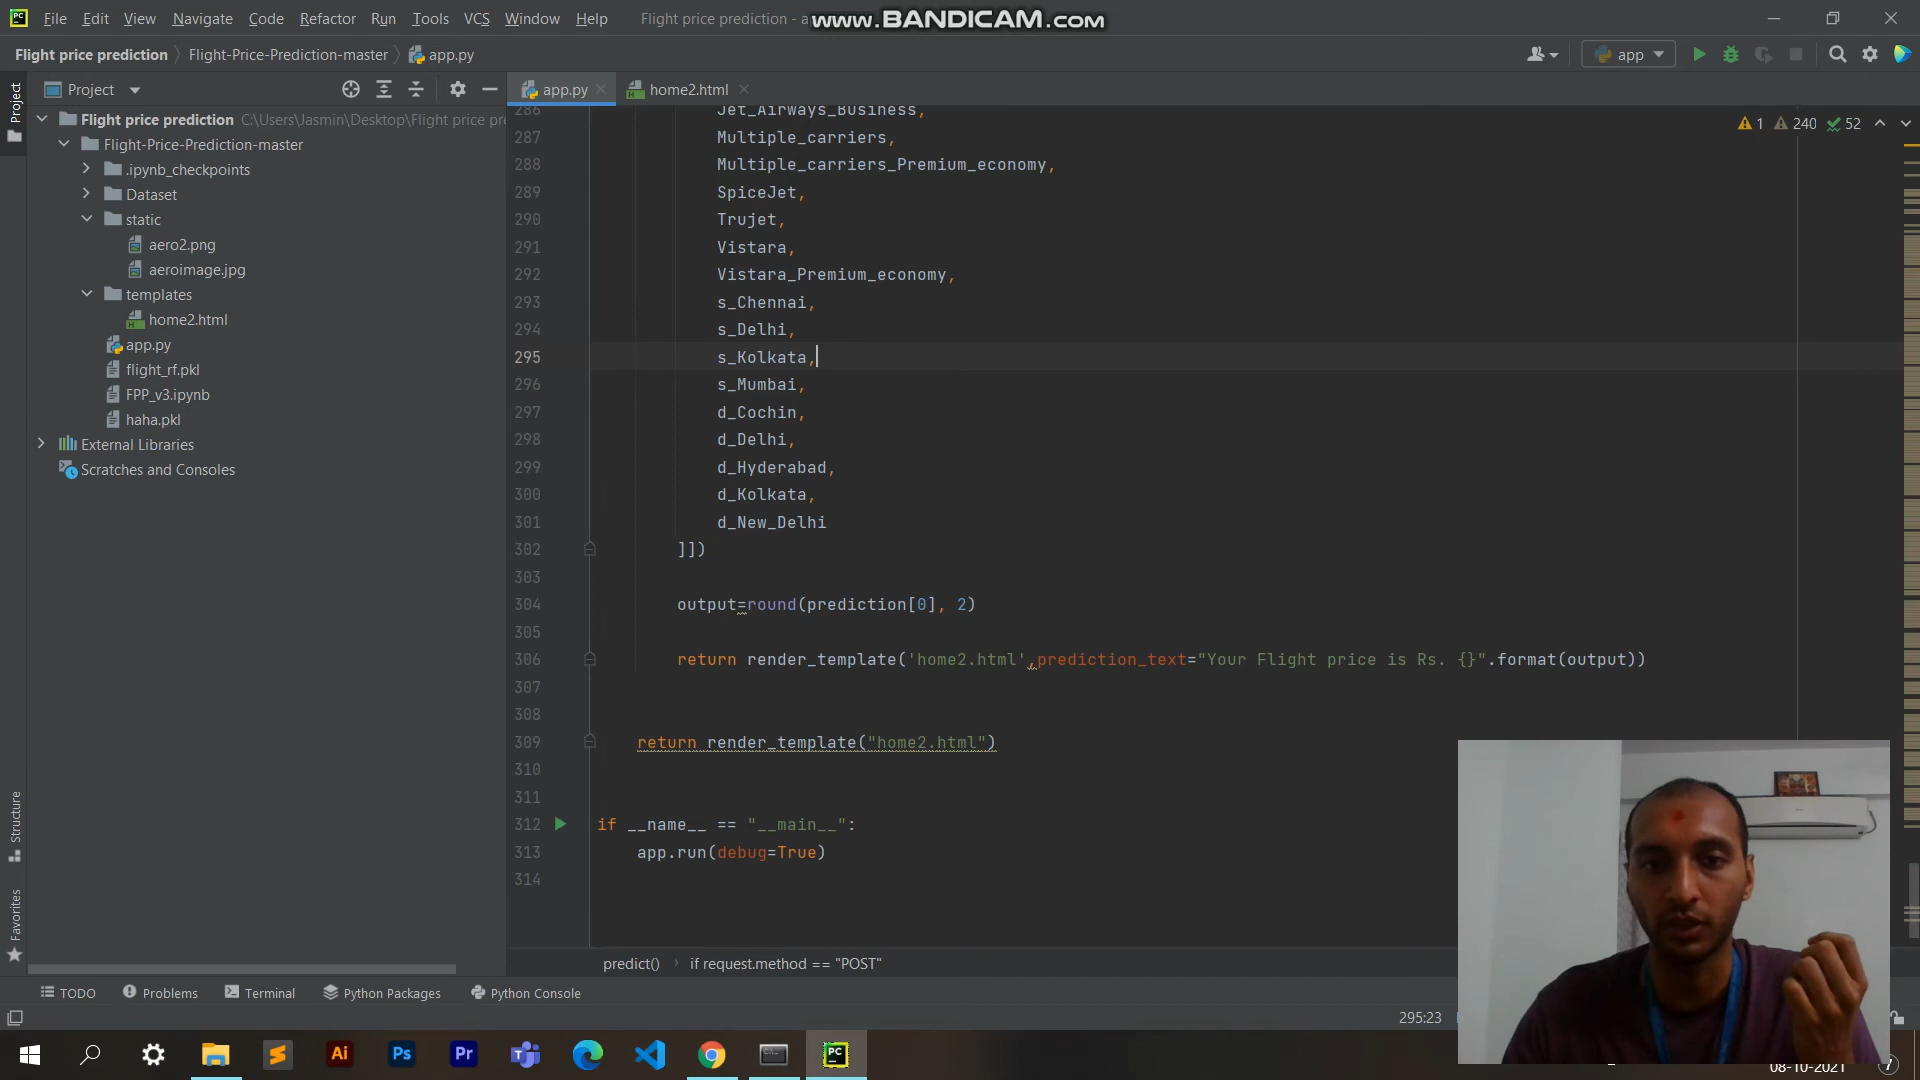 File Edit View Navigate Code Refactor Run Tools VCS Window Help Flight price prediction - a
www.BANDICAM.com
Flight price prediction Flight-Price-Prediction-master app.py
app
Project
Project
app.py
home2.html
Flight price prediction C:\Users\Jasmin\Desktop\Flight price pre
Flight-Price-Prediction-master
.ipynb_checkpoints
Dataset
static
aero2.png
aeroimage.jpg
templates
home2.html
app.py
flight_rf.pkl
FPP_v3.ipynb
haha.pkl
External Libraries
Scratches and Consoles
1 240 52
286 Jet_Airways_Business,
287 Multiple_carriers,
288 Multiple_carriers_Premium_economy,
289 SpiceJet,
290 Trujet,
291 Vistara,
292 Vistara_Premium_economy,
293 s_Chennai,
294 s_Delhi,
295 s_Kolkata,
296 s_Mumbai,
297 d_Cochin,
298 d_Delhi,
299 d_Hyderabad,
300 d_Kolkata,
301 d_New_Delhi
302 ]])
303
304 output=round(prediction[0], 2)
305
306 return render_template('home2.html',prediction_text="Your Flight price is Rs. {}".format(output))
307
308
309 return render_template("home2.html")
310
311
312 if __name__ == "__main__":
313 app.run(debug=True)
314
predict() if request.method == "POST"
Structure
Favorites
TODO Problems Terminal Python Packages Python Console
295:23
08-10-2021